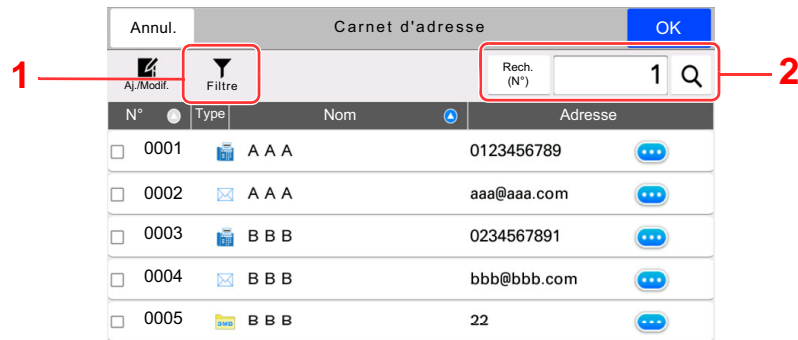 Annul. Carnet d'adresse OK
1 Aj./Modif. Filtre Rech. (N°) 1 2
N° Type Nom Adresse
0001 A A A 0123456789
0002 A A A aaa@aaa.com
0003 B B B 0234567891
0004 B B B bbb@bbb.com
0005 SMB B B B 22